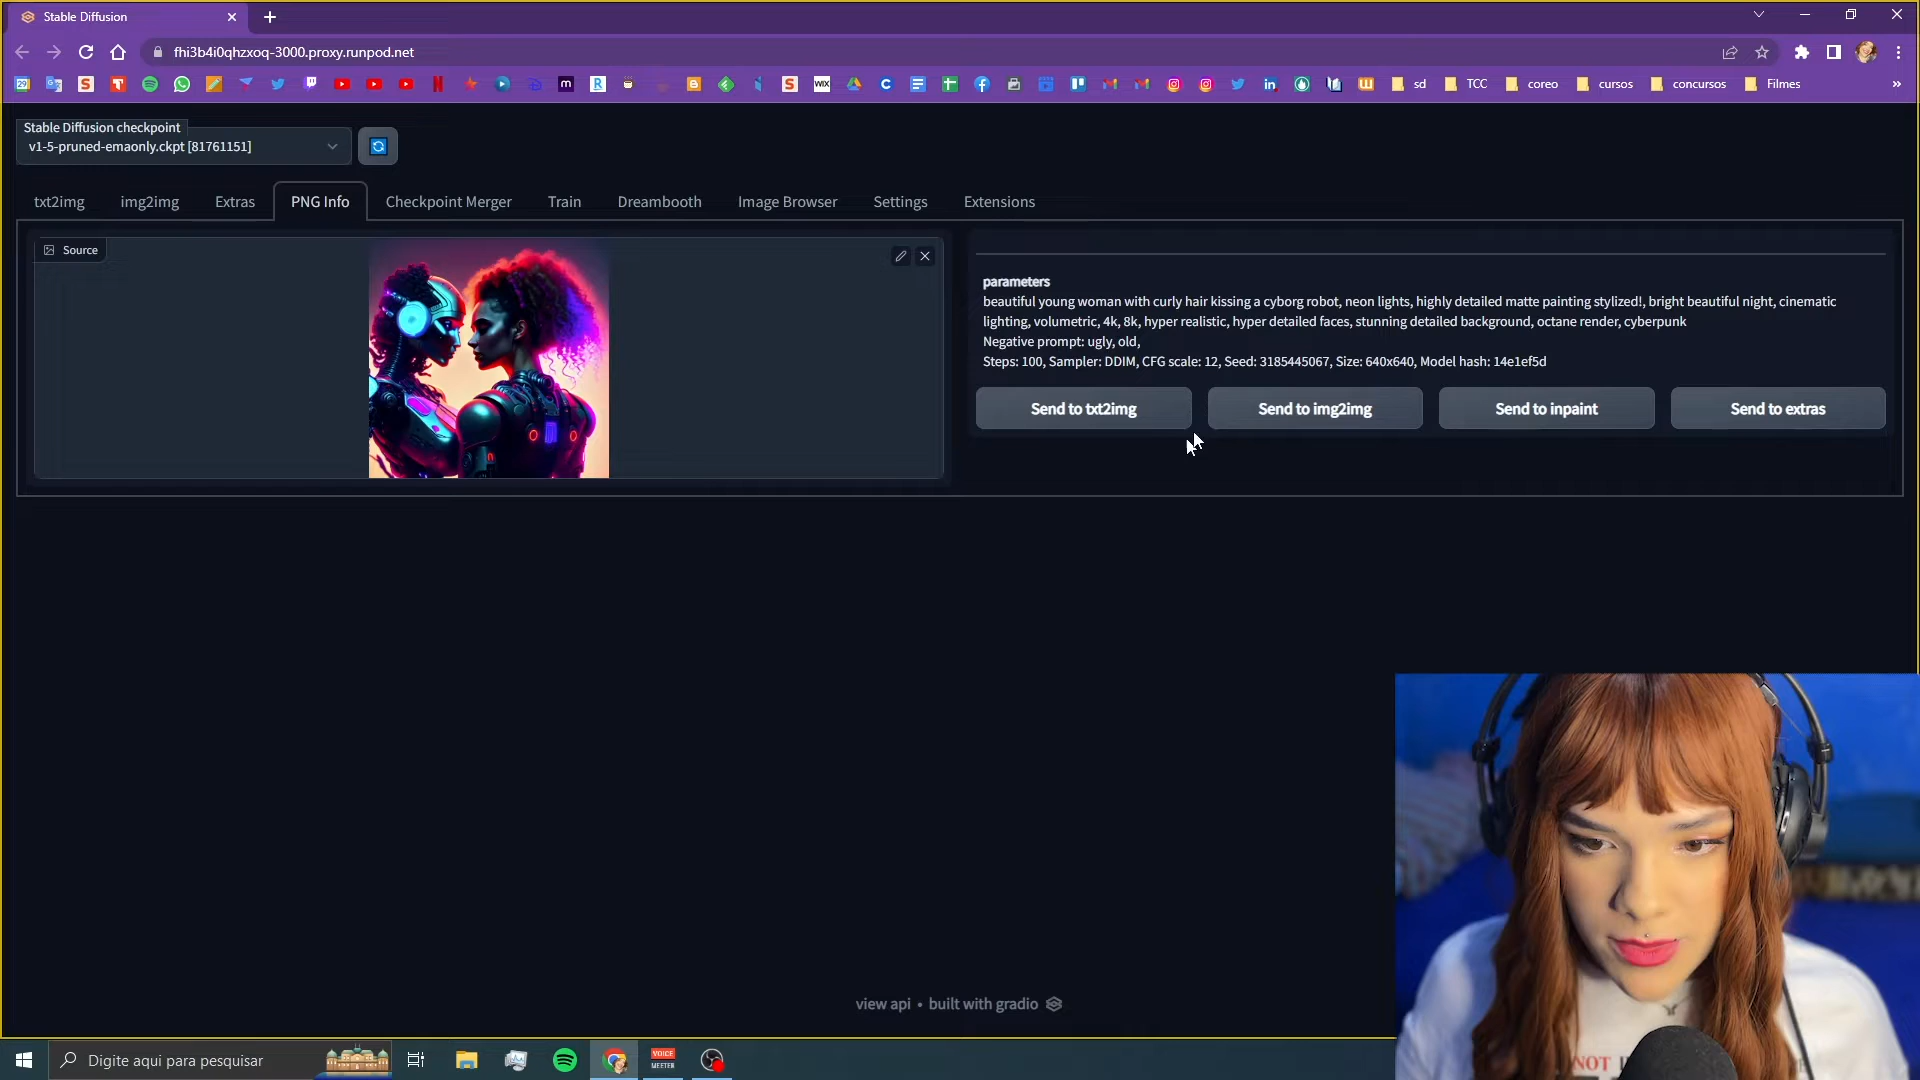 Stable Diffusion
fhi3b4i0qhzxoq-3000.proxy.runpod.net
29
WIX
sd
TCC
coreo
cursos
concursos
Filmes
»
Stable Diffusion checkpoint
v1-5-pruned-emaonly.ckpt [81761151]
txt2img
img2img
Extras
PNG Info
Checkpoint Merger
Train
Dreambooth
Image Browser
Settings
Extensions
Source
parameters
beautiful young woman with curly hair kissing a cyborg robot, neon lights, highly detailed matte painting stylized!, bright beautiful night, cinematic
lighting, volumetric, 4k, 8k, hyper realistic, hyper detailed faces, stunning detailed background, octane render, cyberpunk
Negative prompt: ugly, old,
Steps: 100, Sampler: DDIM, CFG scale: 12, Seed: 3185445067, Size: 640x640, Model hash: 14e1ef5d
Send to txt2img
Send to img2img
Send to inpaint
Send to extras
view api • built with gradio
Digite aqui para pesquisar
VOICE
MEETER
NOT